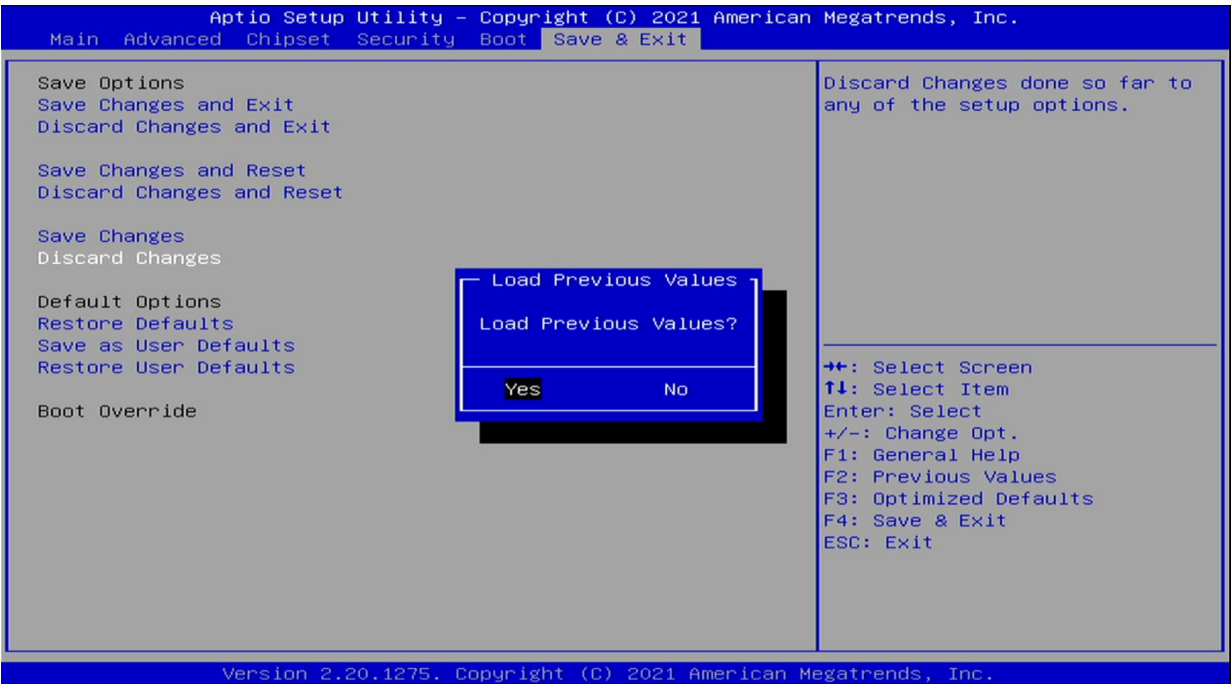 Aptio Setup Utility – Copyright (C) 2021 American Megatrends, Inc.
Main Advanced Chipset Security Boot Save & Exit
Save Options
Save Changes and Exit
Discard Changes and Exit
Save Changes and Reset
Discard Changes and Reset
Save Changes
Discard Changes
Default Options
Restore Defaults
Save as User Defaults
Restore User Defaults
Boot Override
Load Previous Values
Load Previous Values?
Yes No
Discard Changes done so far to
any of the setup options.
→←: Select Screen
↑↓: Select Item
Enter: Select
+/-: Change Opt.
F1: General Help
F2: Previous Values
F3: Optimized Defaults
F4: Save & Exit
ESC: Exit
Version 2.20.1275. Copyright (C) 2021 American Megatrends, Inc.